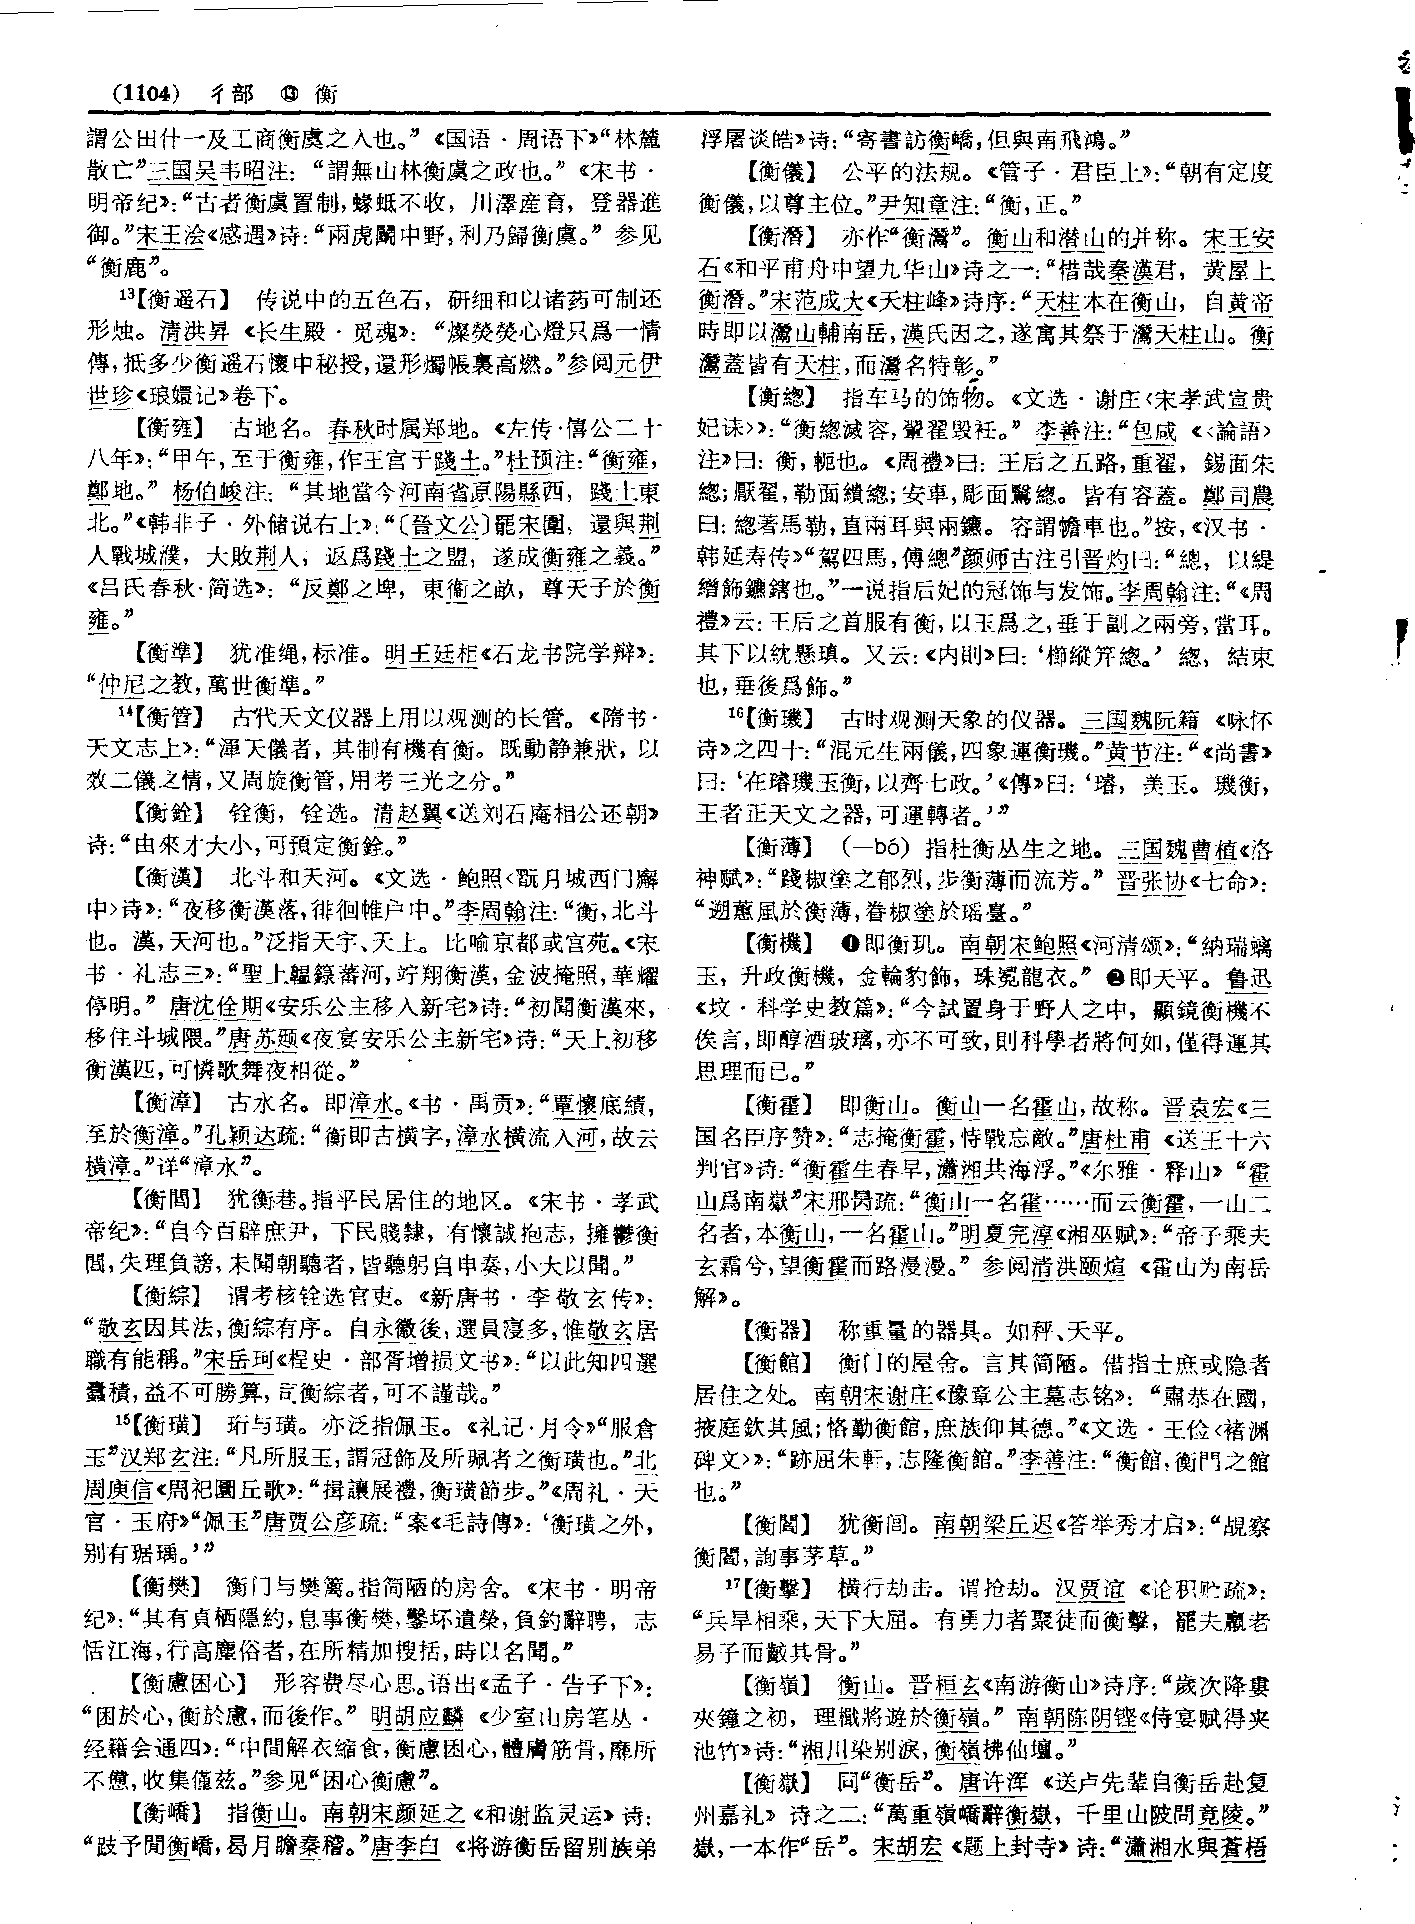 (1104) 彳部 ⑬ 衡
謂公田什一及工商衡虞之入也。”《国语·周语下》“林麓
散亡”三国吴韦昭注：“謂無山林衡虞之政也。”《宋书·
明帝纪》：“古者衡虞置制，蝝蚳不收，川澤産育，登器進
御。”宋王浍《感遇》诗：“兩虎鬭中野，利乃歸衡虞。”参见
“衡鹿”。
13【衡遥石】 传说中的五色石，研细和以诸药可制还
形烛。清洪昇《长生殿·觅魂》：“燦熒熒心燈只爲一情
傳，抵多少衡遥石懷中秘授，還形燭帳裏高燃。”参阅元伊
世珍《琅嬛记》卷下。
【衡雍】 古地名。春秋时属郑地。《左传·僖公二十
八年》：“甲午，至于衡雍，作王宫于踐土。”杜预注：“衡雍，
鄭地。”杨伯峻注：“其地當今河南省原陽縣西，踐土東
北。”《韩非子·外储说右上》：“〔晉文公〕罷宋圍，還與荆
人戰城濮，大敗荆人，返爲踐土之盟，遂成衡雍之義。”
《吕氏春秋·简选》：“反鄭之埤，東衛之畝，尊天子於衡
雍。”
【衡準】 犹准绳，标准。明王廷相《石龙书院学辩》：
“仲尼之教，萬世衡準。”
14【衡管】 古代天文仪器上用以观测的长管。《隋书·
天文志上》：“渾天儀者，其制有機有衡。既動静兼狀，以
效二儀之情，又周旋衡管，用考三光之分。”
【衡銓】 铨衡，铨选。清赵翼《送刘石庵相公还朝》
诗：“由來才大小，可預定衡銓。”
【衡漢】 北斗和天河。《文选·鲍照〈翫月城西门廨
中〉诗》：“夜移衡漢落，徘徊帷户中。”李周翰注：“衡，北斗
也。漢，天河也。”泛指天宇、天上。比喻京都或宫苑。《宋
书·礼志三》：“聖上韞籙蕃河，竚翔衡漢，金波掩照，華耀
停明。”唐沈佺期《安乐公主移入新宅》诗：“初聞衡漢來，
移住斗城隈。”唐苏颋《夜宴安乐公主新宅》诗：“天上初移
衡漢匹，可憐歌舞夜相從。”
【衡漳】 古水名。即漳水。《书·禹贡》：“覃懷底績，
至於衡漳。”孔颖达疏：“衡即古横字，漳水横流入河，故云
横漳。”详“漳水”。
【衡閭】 犹衡巷。指平民居住的地区。《宋书·孝武
帝纪》：“自今百辟庶尹，下民賤隸，有懷誠抱志，擁鬱衡
閭，失理負謗，未聞朝聽者，皆聽躬自申奏，小大以聞。”
【衡綜】 谓考核铨选官吏。《新唐书·李敬玄传》：
“敬玄因其法，衡綜有序。自永徽後，選員寖多，惟敬玄居
職有能稱。”宋岳珂《桯史·部胥增损文书》：“以此知四選
蠹積，益不可勝算，司衡綜者，可不謹哉。”
15【衡璜】 珩与璜。亦泛指佩玉。《礼记·月令》“服倉
玉”汉郑玄注：“凡所服玉，謂冠飾及所珮者之衡璜也。”北
周庾信《周祀圜丘歌》：“揖讓展禮，衡璜節步。”《周礼·天
官·玉府》“佩玉”唐贾公彦疏：“案《毛詩傳》：‘衡璜之外，
别有琚瑀。’”
【衡樊】 衡门与樊篱。指简陋的房舍。《宋书·明帝
纪》：“其有貞栖隱約，息事衡樊，鑿坏遺榮，負釣辭聘，志
恬江海，行高塵俗者，在所精加搜括，時以名聞。”
【衡慮困心】 形容费尽心思。语出《孟子·告子下》：
“困於心，衡於慮，而後作。”明胡应麟《少室山房笔丛·
经籍会通四》：“中間解衣縮食，衡慮困心，體膚筋骨，靡所
不憊，收集僅兹。”参见“困心衡慮”。
【衡嶠】 指衡山。南朝宋颜延之《和谢监灵运》诗：
“跂予聞衡嶠，曷月瞻秦稽。”唐李白《将游衡岳留别族弟
浮屠谈皓》诗：“寄書訪衡嶠，但與南飛鴻。”
【衡儀】 公平的法规。《管子·君臣上》：“朝有定度
衡儀，以尊主位。”尹知章注：“衡，正。”
【衡潛】 亦作“衡灊”。衡山和潜山的并称。宋王安
石《和平甫舟中望九华山》诗之一：“惜哉秦漢君，黄屋上
衡潛。”宋范成大《天柱峰》诗序：“天柱本在衡山，自黄帝
時即以灊山輔南岳，漢氏因之，遂寓其祭于灊天柱山。衡
灊蓋皆有天柱，而灊名特彰。”
【衡總】 指车马的饰物。《文选·谢庄〈宋孝武宣贵
妃诔〉》：“衡總滅容，翬翟毁衽。”李善注：“包咸《〈論語〉
注》曰：衡，軛也。《周禮》曰：王后之五路，重翟，錫面朱
總；厭翟，勒面繢總；安車，彫面鷖總。皆有容蓋。鄭司農
曰：總著馬勒，直兩耳與兩鑣。容謂幨車也。”按，《汉书·
韩延寿传》“駕四馬，傅總”颜师古注引晋灼曰：“總，以緹
繒飾鑣鎋也。”一说指后妃的冠饰与发饰。李周翰注：“《周
禮》云：王后之首服有衡，以玉爲之，垂于副之兩旁，當耳。
其下以紞懸瑱。又云：《内則》曰：‘櫛縰筓總。’總，結束
也，垂後爲飾。”
16【衡璣】 古时观测天象的仪器。三国魏阮籍《咏怀
诗》之四十：“混元生兩儀，四象運衡璣。”黄节注：“《尚書》
曰：‘在璿璣玉衡，以齊七政。’《傳》曰：‘璿，美玉。璣衡，
王者正天文之器，可運轉者。’”
【衡薄】 (—bó) 指杜衡丛生之地。三国魏曹植《洛
神赋》：“踐椒塗之郁烈，步衡薄而流芳。”晋张协《七命》：
“遡蕙風於衡薄，眷椒塗於瑶臺。”
【衡機】 ❶即衡玑。南朝宋鲍照《河清颂》：“納瑞螭
玉，升政衡機，金輪豹飾，珠冕龍衣。”❷即天平。鲁迅
《坟·科学史教篇》：“今試置身于野人之中，顯鏡衡機不
俟言，即醇酒玻璃，亦不可致，則科學者將何如，僅得運其
思理而已。”
【衡霍】 即衡山。衡山一名霍山，故称。晋袁宏《三
国名臣序赞》：“志掩衡霍，恃戰忘敵。”唐杜甫《送王十六
判官》诗：“衡霍生春早，瀟湘共海浮。”《尔雅·释山》“霍
山爲南嶽”宋邢昺疏：“衡山一名霍……而云衡霍，一山二
名者，本衡山，一名霍山。”明夏完淳《湘巫赋》：“帝子乘夫
玄霜兮，望衡霍而路漫漫。”参阅清洪颐煊《霍山为南岳
解》。
【衡器】 称重量的器具。如秤、天平。
【衡館】 衡门的屋舍。言其简陋。借指士庶或隐者
居住之处。南朝宋谢庄《豫章公主墓志铭》：“肅恭在國，
掖庭欽其風；恪勤衡館，庶族仰其德。”《文选·王俭〈褚渊
碑文〉》：“跡屈朱軒，志隆衡館。”李善注：“衡館，衡門之館
也。”
【衡閭】 犹衡闾。南朝梁丘迟《答举秀才启》：“覘察
衡閻，詢事茅草。”
17【衡擊】 横行劫击。谓抢劫。汉贾谊《论积贮疏》：
“兵旱相乘，天下大屈。有勇力者聚徒而衡擊，罷夫羸老
易子而齩其骨。”
【衡嶺】 衡山。晋桓玄《南游衡山》诗序：“歲次降婁
夾鐘之初，理檝將遊於衡嶺。”南朝陈阴铿《侍宴赋得夹
池竹》诗：“湘川染别淚，衡嶺拂仙壇。”
【衡嶽】 同“衡岳”。唐许浑《送卢先辈自衡岳赴复
州嘉礼》诗之二：“萬重嶺嶠辭衡嶽，千里山陂問竟陵。”
嶽，一本作“岳”。宋胡宏《题上封寺》诗：“瀟湘水與蒼梧